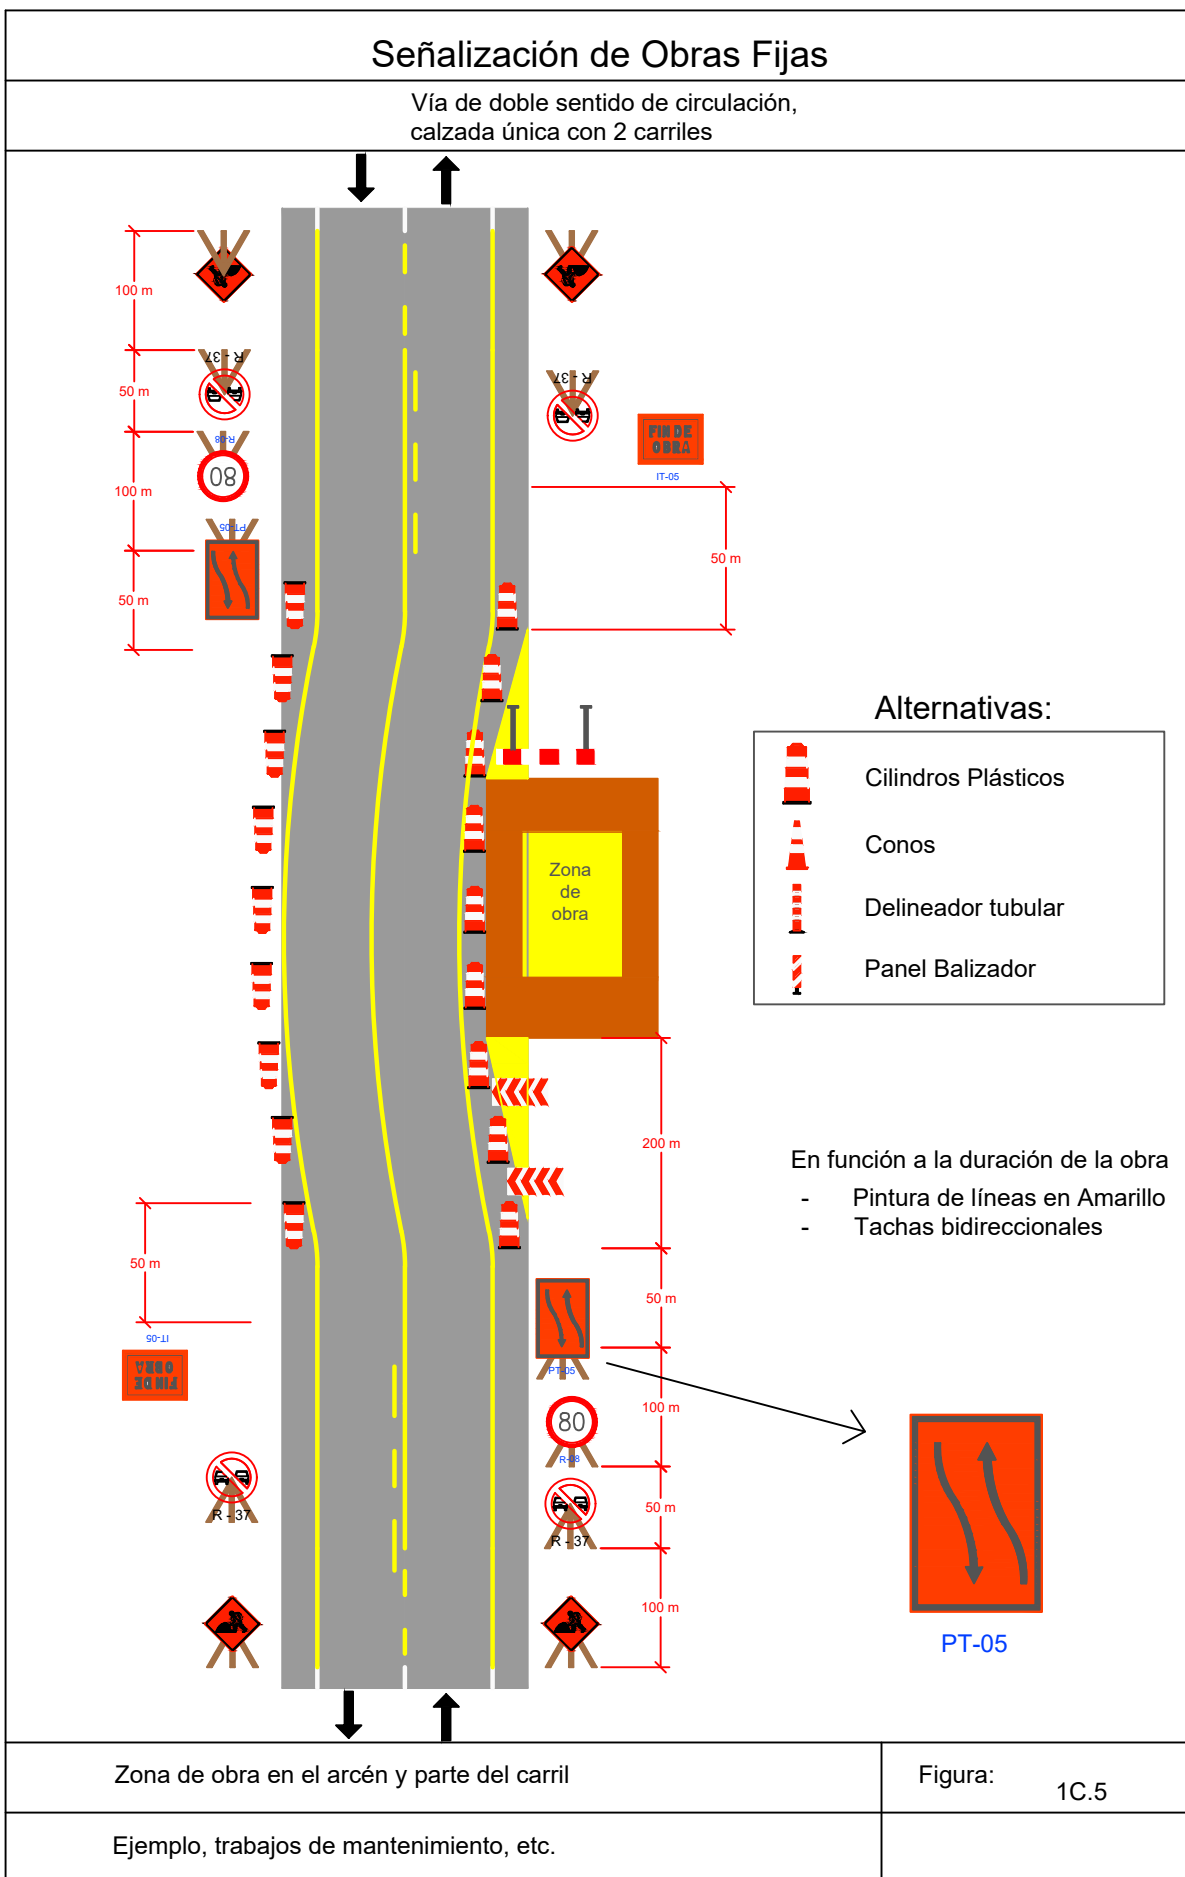 Señalización de Obras Fijas
Vía de doble sentido de circulación,
calzada única con 2 carriles
100 m
R - 37
50 m
R-08
80
100 m
PT-05
50 m
R - 37
FIN DE
OBRA
IT-05
50 m
Zona
de
obra
Alternativas:
Cilindros Plásticos
Conos
Delineador tubular
Panel Balizador
200 m
En función a la duración de la obra
- Pintura de líneas en Amarillo
- Tachas bidireccionales
50 m
IT-05
FIN DE
OBRA
R - 37
50 m
PT-05
100 m
80
R-08
50 m
R - 37
100 m
PT-05
Zona de obra en el arcén y parte del carril
Figura: 1C.5
Ejemplo, trabajos de mantenimiento, etc.